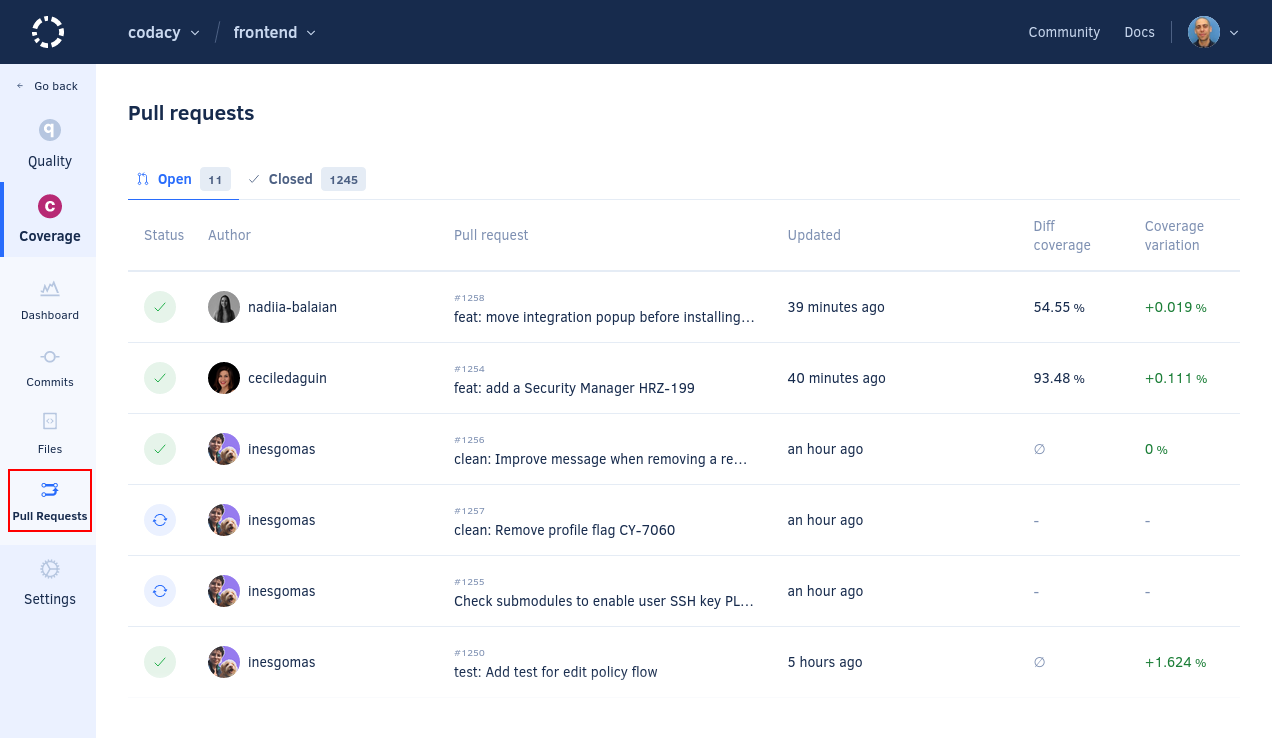 codacy / frontend
Community Docs
Go back
Quality
Coverage
Dashboard
Commits
Files
Pull Requests
Settings
Pull requests
Open 11 Closed 1245
Status Author Pull request Updated Diff coverage Coverage variation
nadiia-balaian #1258 feat: move integration popup before installing... 39 minutes ago 54.55 % +0.019 %
ceciledaguin #1254 feat: add a Security Manager HRZ-199 40 minutes ago 93.48 % +0.111 %
inesgomas #1256 clean: Improve message when removing a re... an hour ago ∅ 0 %
inesgomas #1257 clean: Remove profile flag CY-7060 an hour ago - -
inesgomas #1255 Check submodules to enable user SSH key PL... an hour ago - -
inesgomas #1250 test: Add test for edit policy flow 5 hours ago ∅ +1.624 %